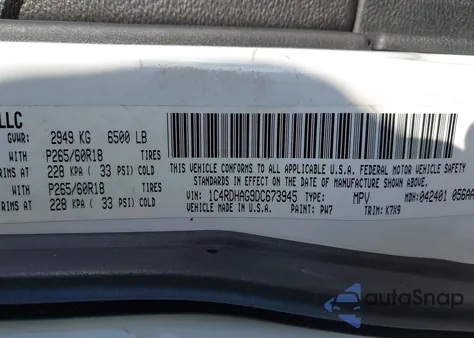 LLC
GVWR: 2949 KG 6500 LB
WITH P265/60R18 TIRES
RIMS AT 228 KPA ( 33 PSI) COLD
WITH P265/60R18 TIRES
RIMS AT 228 KPA ( 33 PSI) COLD
THIS VEHICLE CONFORMS TO ALL APPLICABLE U.S.A. FEDERAL MOTOR VEHICLE SAFETY
STANDARDS IN EFFECT ON THE DATE OF MANUFACTURE SHOWN ABOVE.
VIN: 1C4RDHAG9DC673945 TYPE: MPV MDH: 042401 056AA
VEHICLE MADE IN U.S.A. PAINT: PW7 TRIM: K7X9
autoSnap